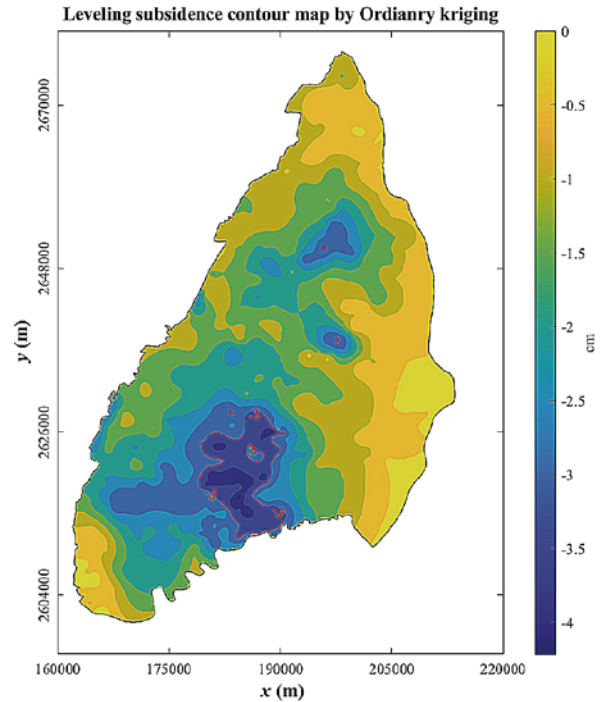 Leveling subsidence contour map by Ordianry kriging
0
-0.5
-1
-1.5
-2
-2.5
-3
-3.5
-4
cm
2670000
2648000
2626000
2604000
y (m)
160000 175000 190000 205000 220000
x (m)